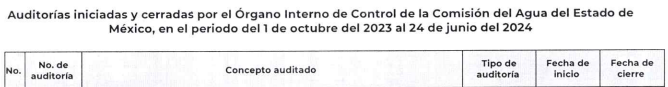 Auditorías iniciadas y cerradas por el Órgano Interno de Control de la Comisión del Agua del Estado de
México, en el periodo del 1 de octubre del 2023 al 24 de junio del 2024
No. No. de auditoría Concepto auditado Tipo de auditoría Fecha de inicio Fecha de cierre